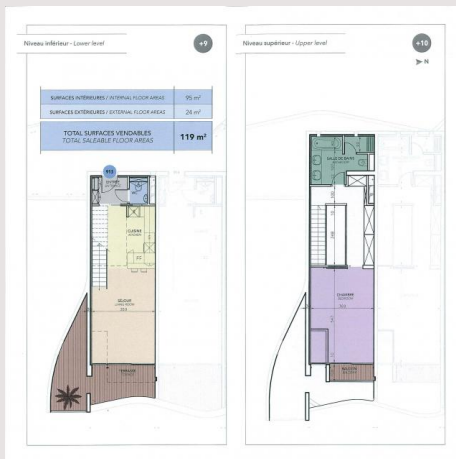 Niveau inférieur - Lower level
+9
SURFACES INTÉRIEURES / INTERNAL FLOOR AREAS 95 m²
SURFACES EXTÉRIEURES / EXTERNAL FLOOR AREAS 24 m²
TOTAL SURFACES VENDABLES
TOTAL SALEABLE FLOOR AREAS
119 m²
912
CUISINE
SÉJOUR
LIVING ROOM
TERRASSE
Niveau supérieur - Upper level
+10
N
SALLE DE BAINS
CHAMBRE
BEDROOM
BALCON